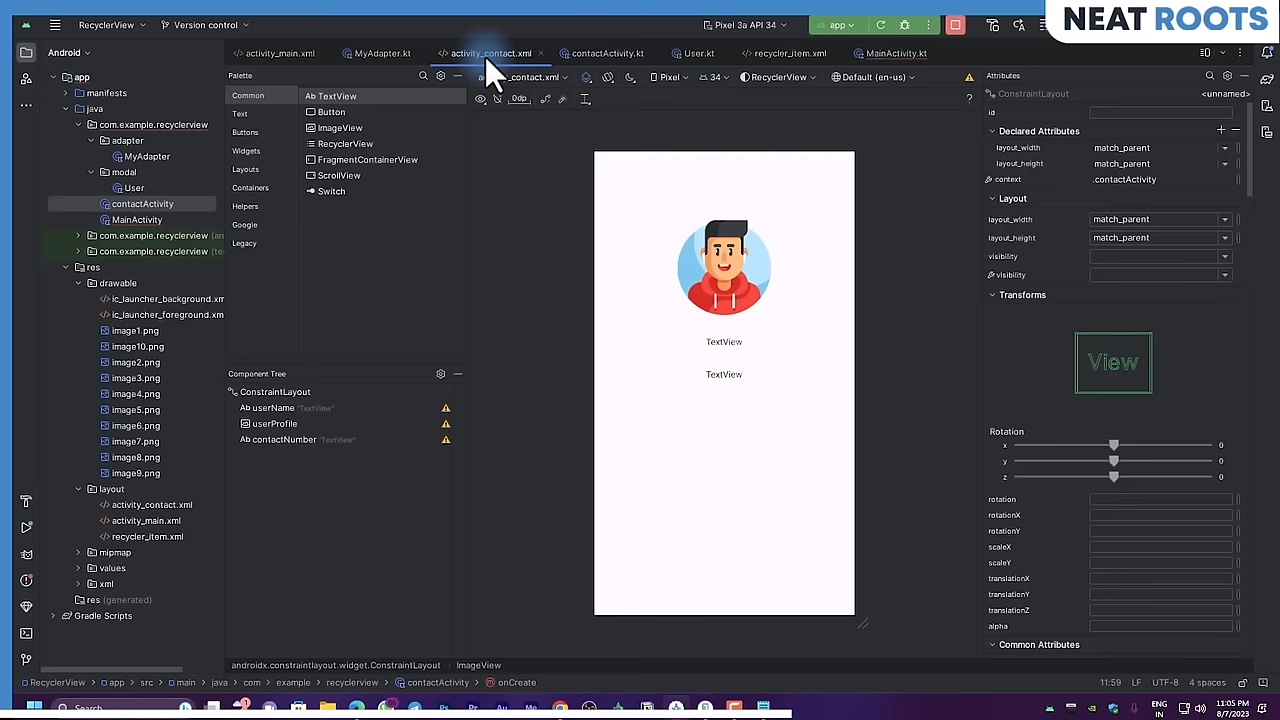 RecyclerView
Version control
Pixel 3a API 34
app
NEAT ROOTS
Android
activity_main.xml
MyAdapter.kt
activity_contact.xml
contactActivity.kt
User.kt
recycler_item.xml
MainActivity.kt
app
manifests
java
com.example.recyclerview
adapter
MyAdapter
modal
User
contactActivity
MainActivity
com.example.recyclerview (an
com.example.recyclerview (te
res
drawable
ic_launcher_background.xm
ic_launcher_foreground.xm
image1.png
image10.png
image2.png
image3.png
image4.png
image5.png
image6.png
image7.png
image8.png
image9.png
layout
activity_contact.xml
activity_main.xml
recycler_item.xml
mipmap
values
xml
res (generated)
Gradle Scripts
Palette
Common
Text
Buttons
Widgets
Layouts
Containers
Helpers
Google
Legacy
Ab TextView
Button
ImageView
RecyclerView
FragmentContainerView
ScrollView
Switch
Component Tree
ConstraintLayout
Ab userName "TextView"
userProfile
Ab contactNumber "TextView"
_contact.xml
Pixel
34
RecyclerView
Default (en-us)
0dp
?
TextView
TextView
Attributes
ConstraintLayout
<unnamed>
id
Declared Attributes
layout_width match_parent
layout_height match_parent
context .contactActivity
Layout
layout_width match_parent
layout_height match_parent
visibility
visibility
Transforms
View
Rotation
x 0
y 0
z 0
rotation
rotationX
rotationY
scaleX
scaleY
translationX
translationY
translationZ
alpha
Common Attributes
androidx.constraintlayout.widget.ConstraintLayout
ImageView
RecyclerView > app > src > main > java > com > example > recyclerview > contactActivity > onCreate
11:59 LF UTF-8 4 spaces
Search
Ps
Pr
ENG
IN
11:05 PM
8/7/2023